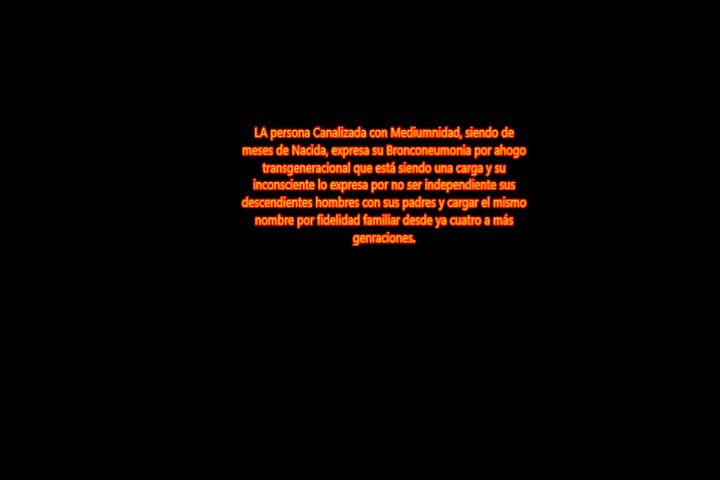 LA persona Canalizada con Mediumnidad, siendo de
meses de Nacida, expresa su Bronconeumonia por ahogo
transgeneracional que está siendo una carga y su
inconsciente lo expresa por no ser independiente sus
descendientes hombres con sus padres y cargar el mismo
nombre por fidelidad familiar desde ya cuatro a más
genraciones.